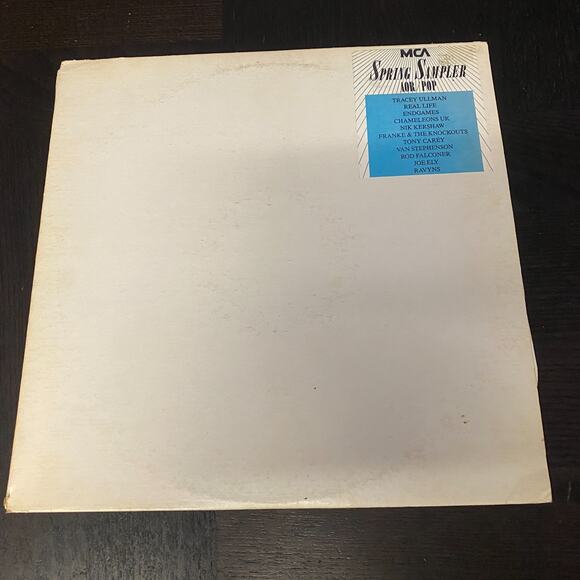 MCA
SPRING SAMPLER
AOR / POP
TRACEY ULLMAN
REAL LIFE
ENDGAMES
CHAMELEONS UK
NIK KERSHAW
FRANKE & THE KNOCKOUTS
TONY CAREY
VAN STEPHENSON
ROD FALCONER
JOE ELY
RAVYNS